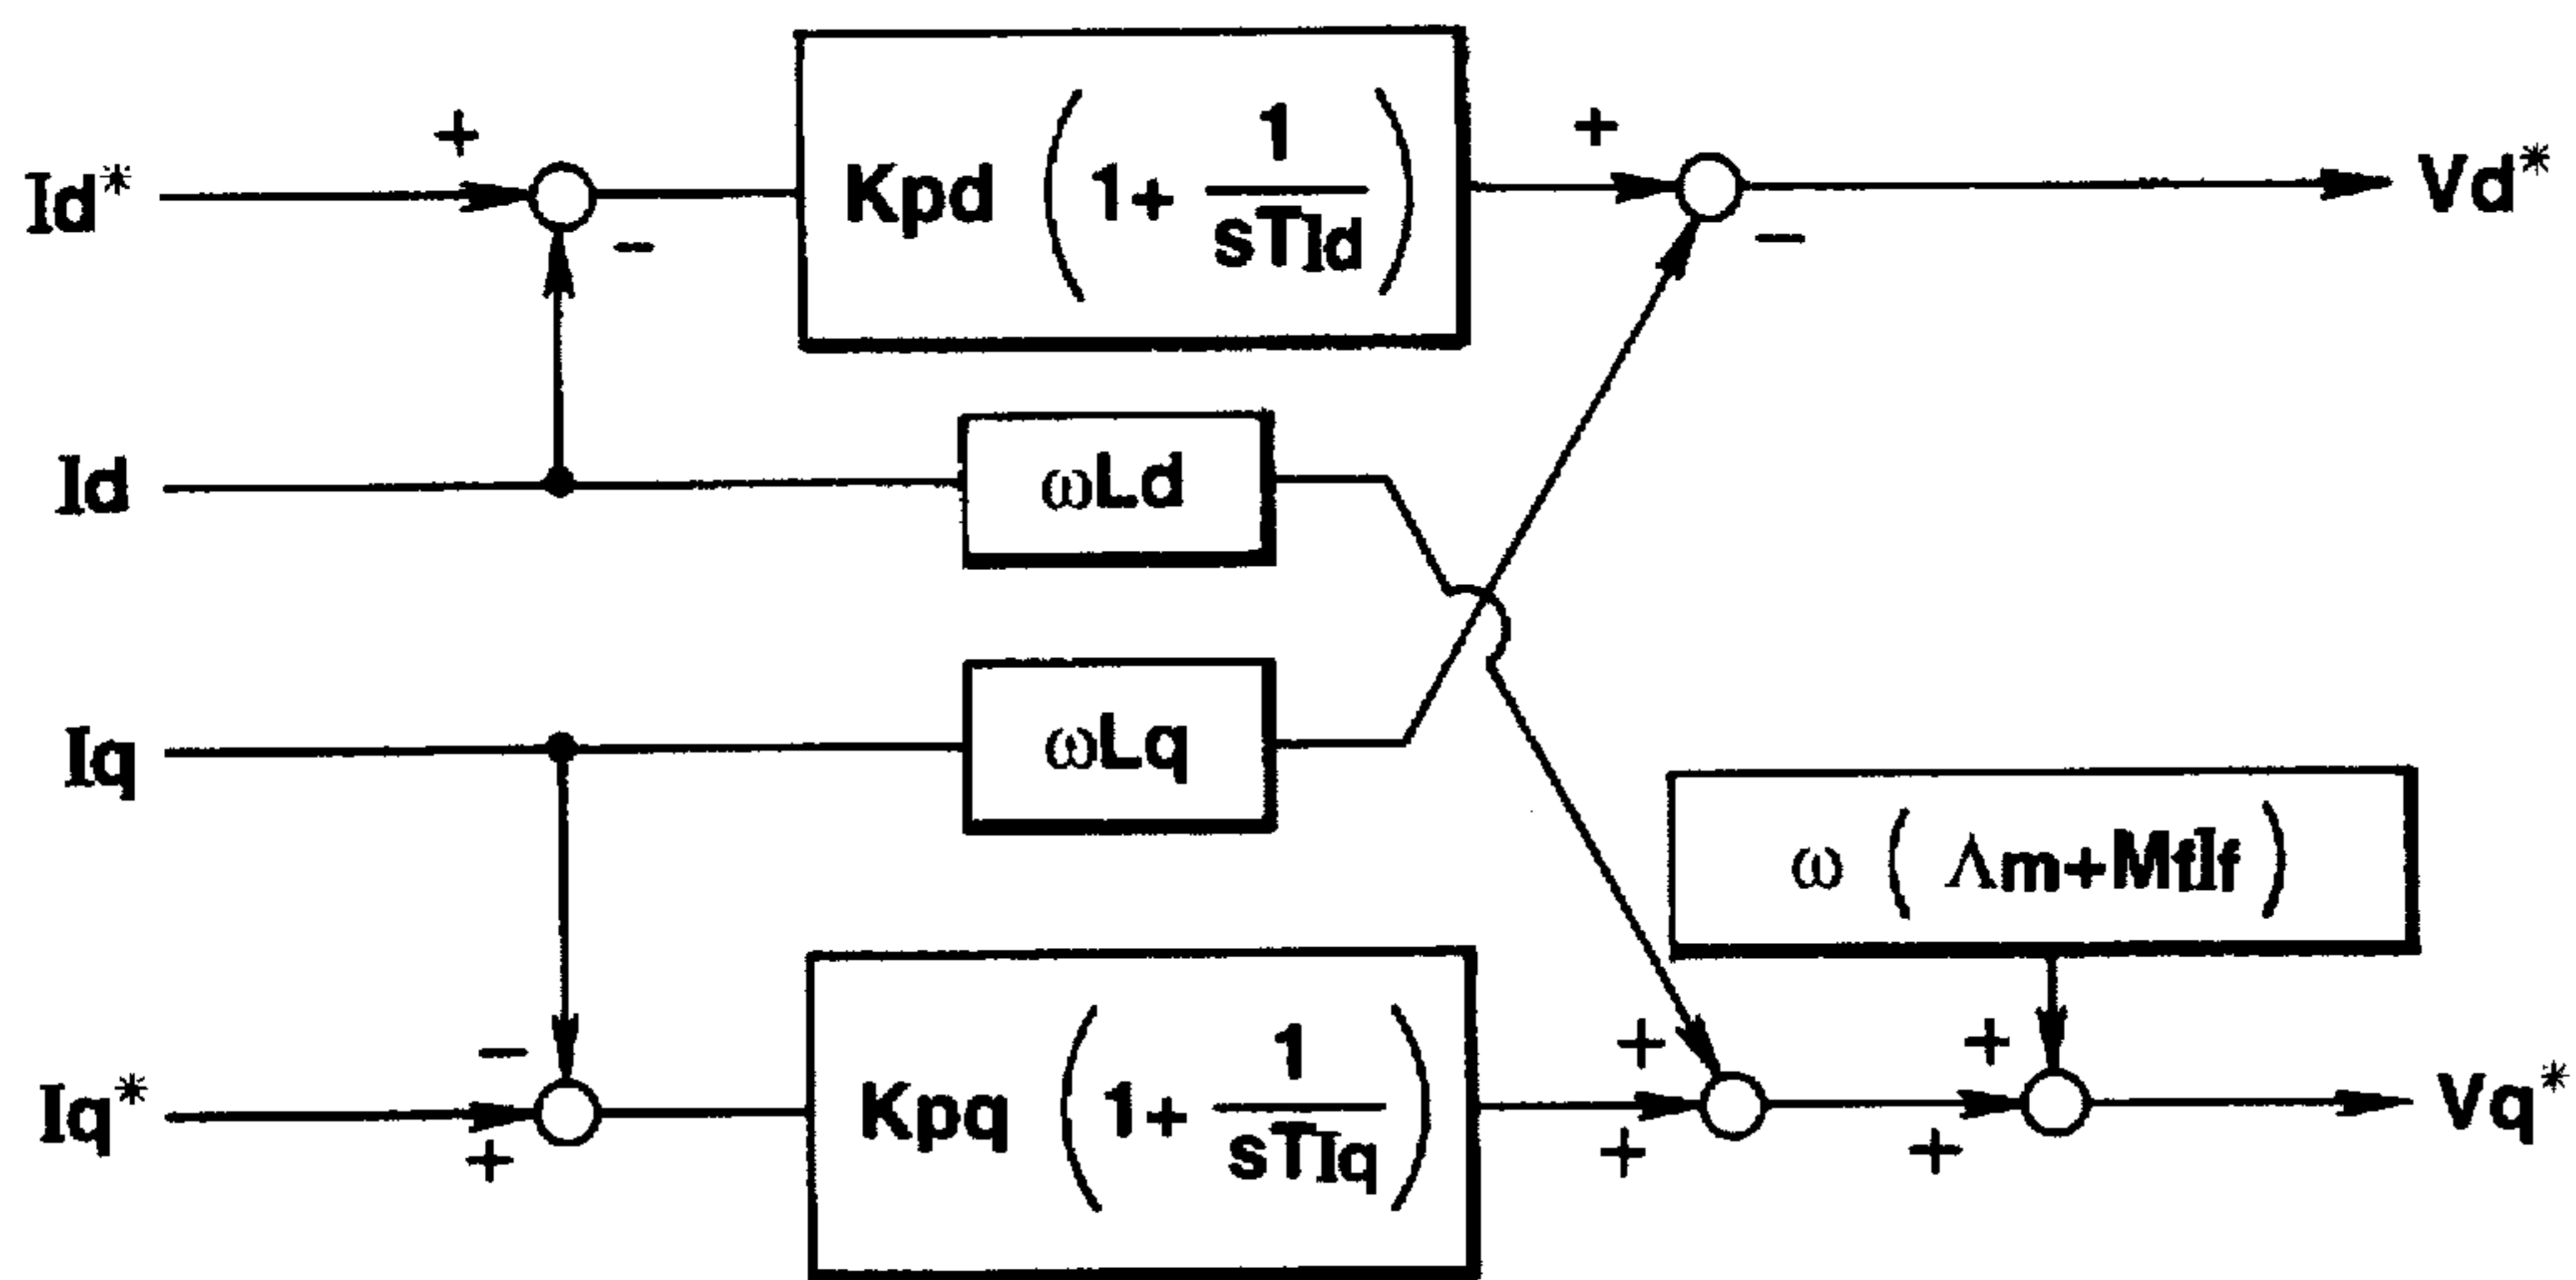 Id* + - Kpd (1+ 1/sTId) + - Vd*
Id ωLd
Iq ωLq
ω (Λm+MfIf)
Iq* - + Kpq (1+ 1/sTIq) + + + + Vq*